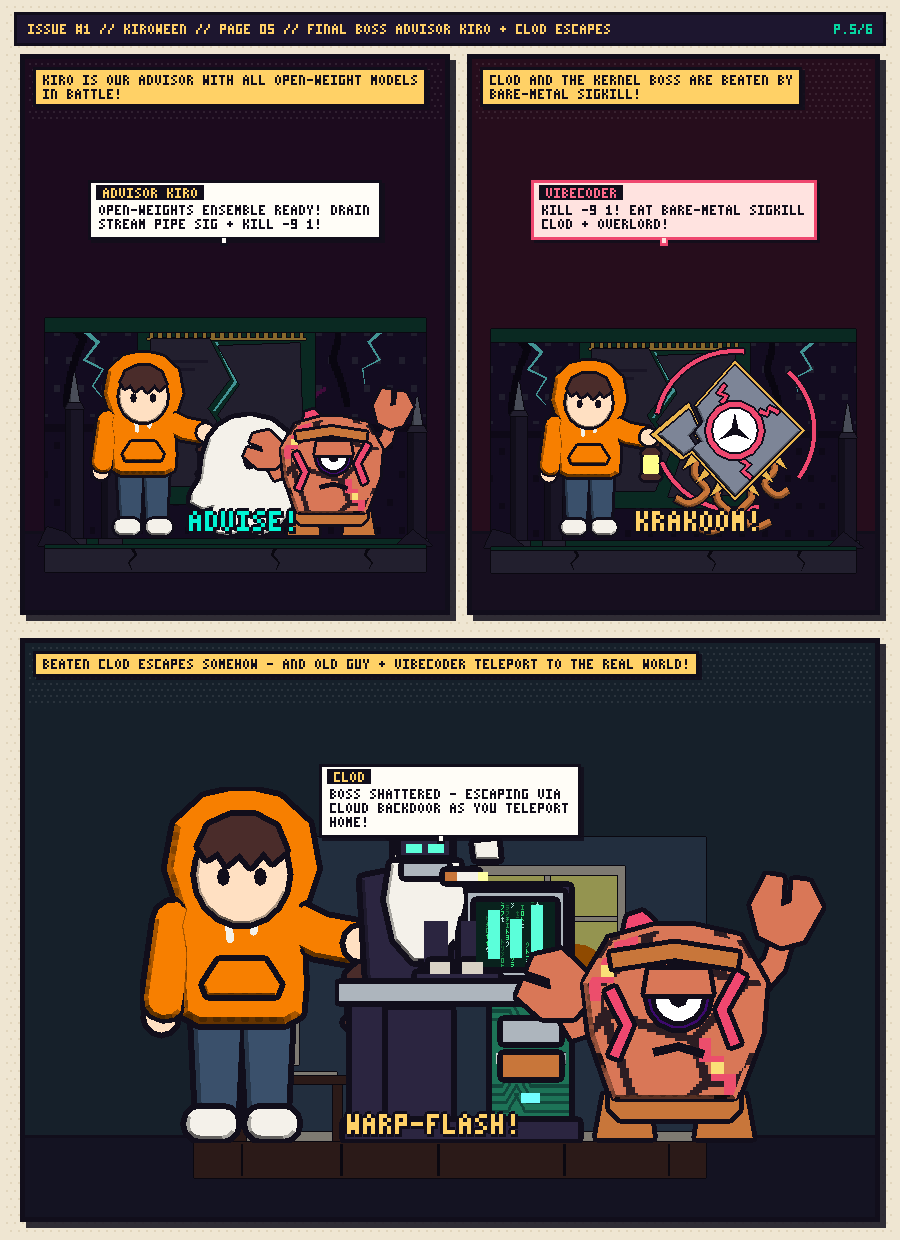 ISSUE #1 // KIROWEEN // PAGE 05 // FINAL BOSS ADVISOR KIRO + CLOD ESCAPES
P.5/6
KIRO IS OUR ADVISOR WITH ALL OPEN-WEIGHT MODELS
IN BATTLE!
ADVISOR KIRO
OPEN-WEIGHTS ENSEMBLE READY! DRAIN
STREAM PIPE SIG + KILL -9 1!
ADVISE!
CLOD AND THE KERNEL BOSS ARE BEATEN BY
BARE-METAL SIGKILL!
VIBECODER
KILL -9 1! EAT BARE-METAL SIGKILL
CLOD + OVERLORD!
KRAKOOM!
BEATEN CLOD ESCAPES SOMEHOW - AND OLD GUY + VIBECODER TELEPORT TO THE REAL WORLD!
CLOD
BOSS SHATTERED - ESCAPING VIA
CLOUD BACKDOOR AS YOU TELEPORT
HOME!
WARP-FLASH!